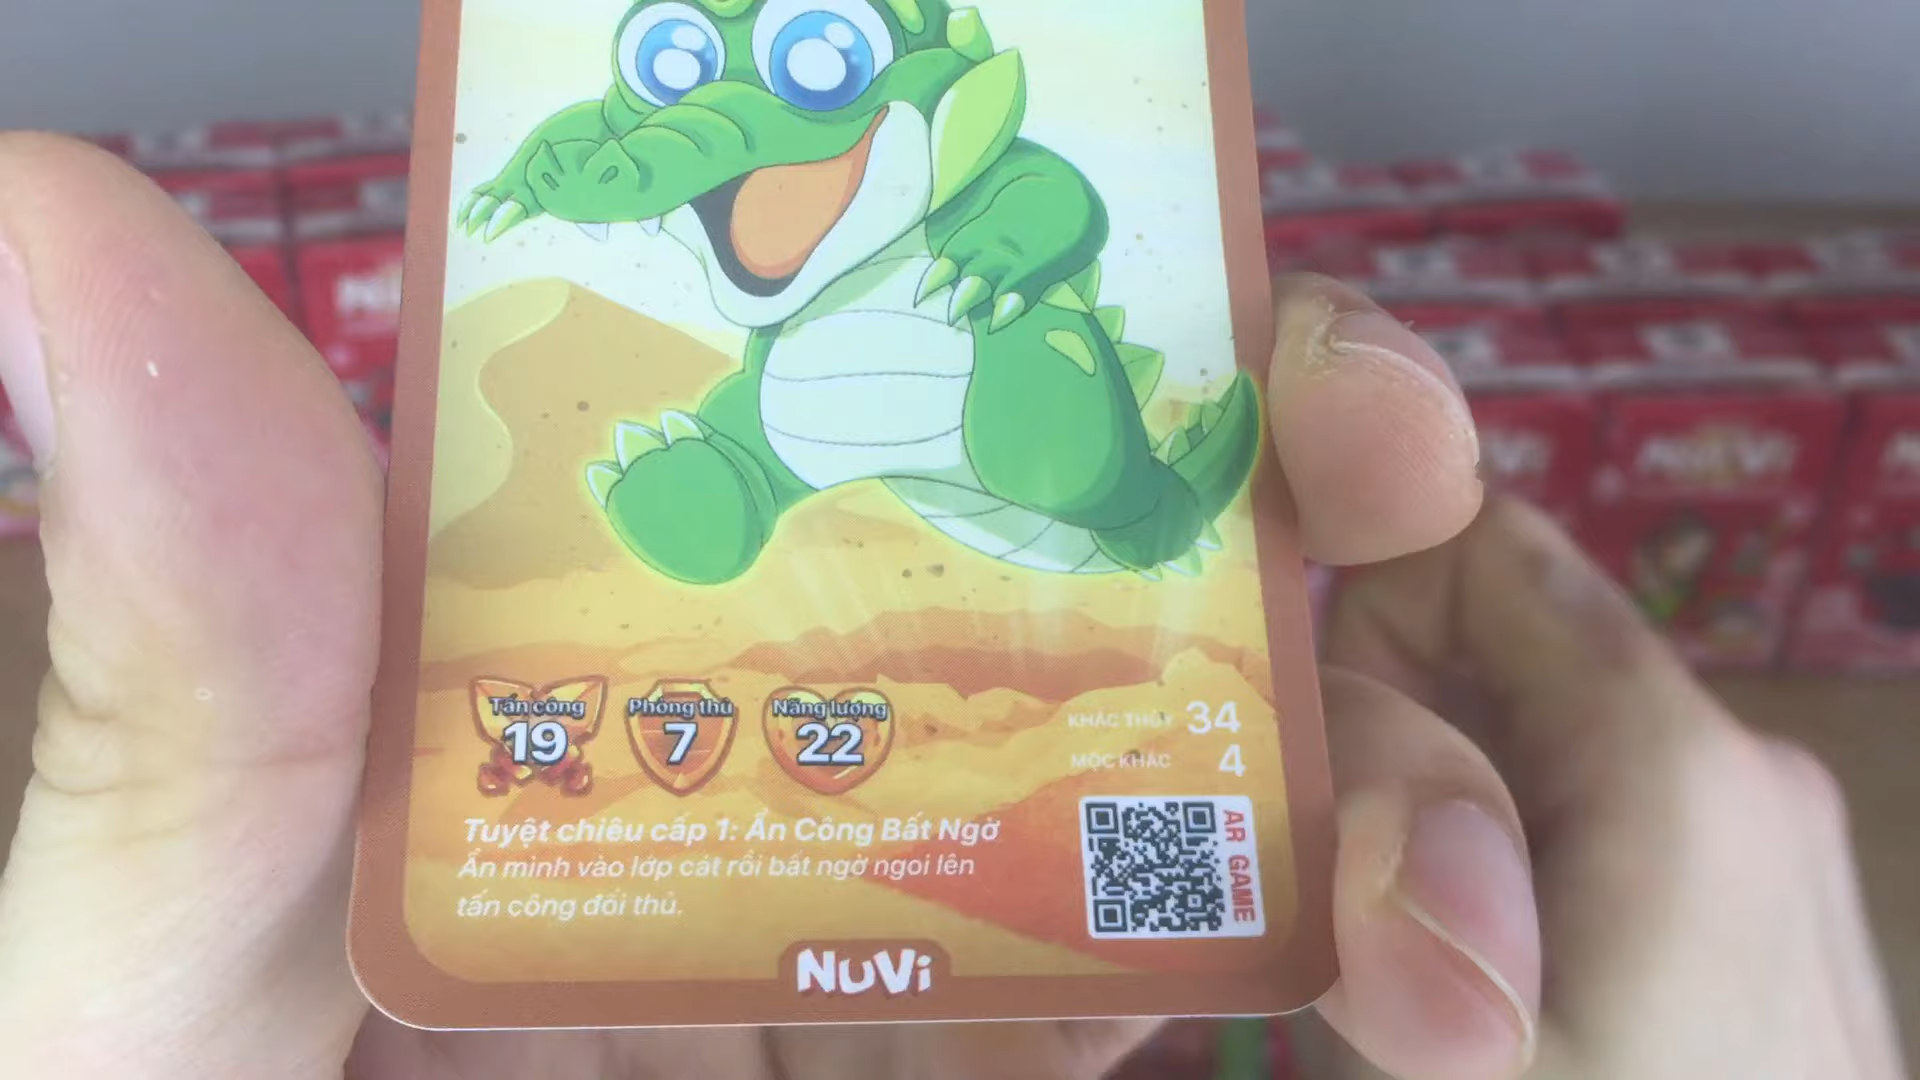 Tấn công
19
Phòng thủ
7
Năng lượng
22
KHẮC THỦY 34
MỘC KHẮC 4
Tuyệt chiêu cấp 1: Ẩn Công Bất Ngờ
Ẩn mình vào lớp cát rồi bất ngờ ngoi lên
tấn công đối thủ.
AR GAME
NUVi
NUVi